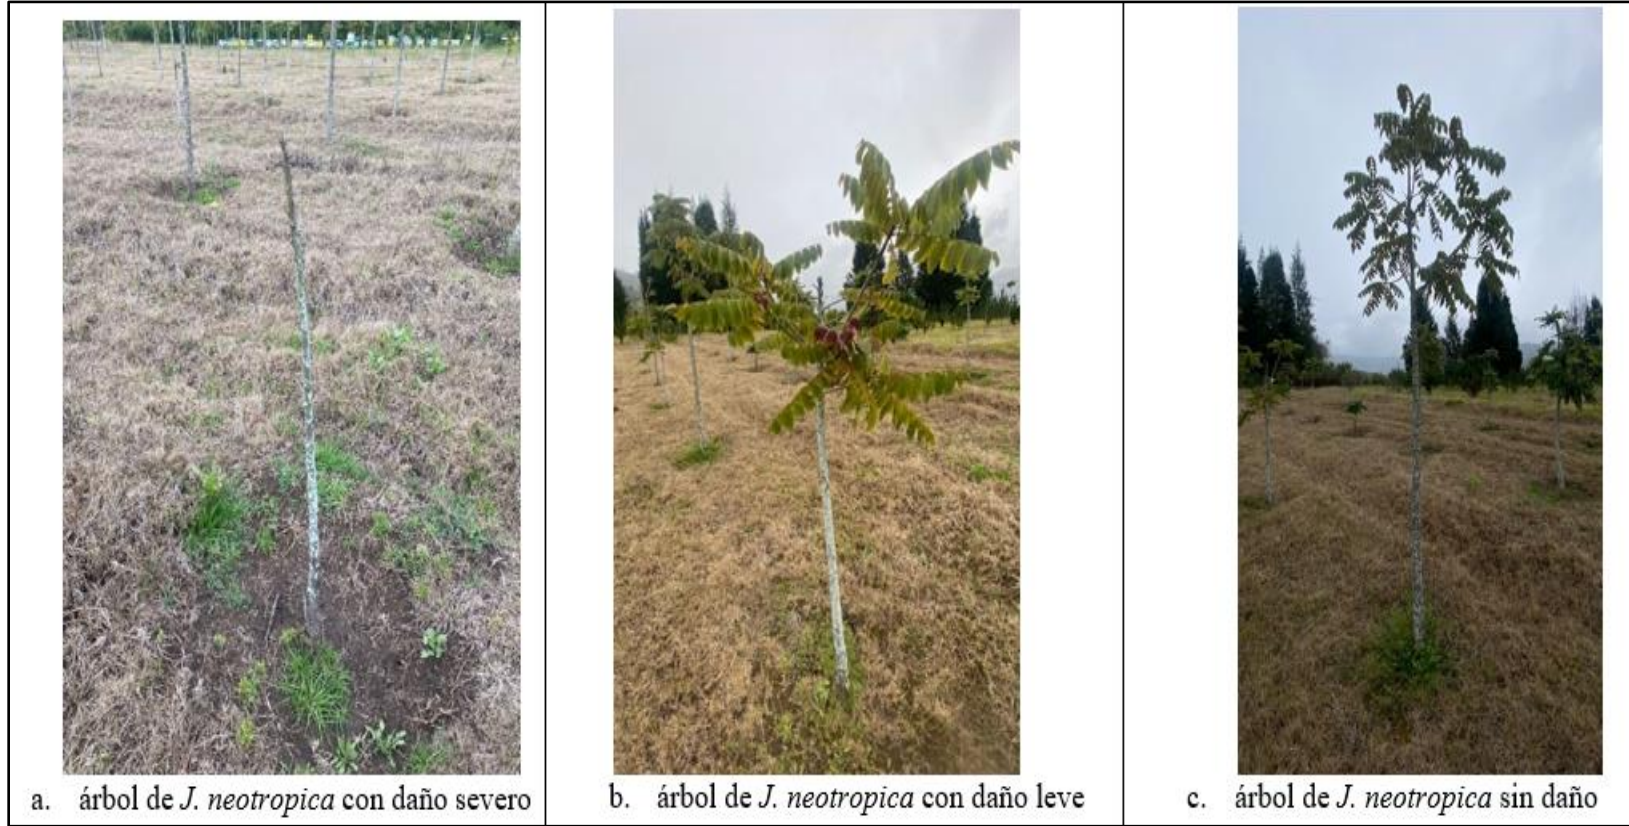 a. árbol de J. neotropica con daño severo
b. árbol de J. neotropica con daño leve
c. árbol de J. neotropica sin daño